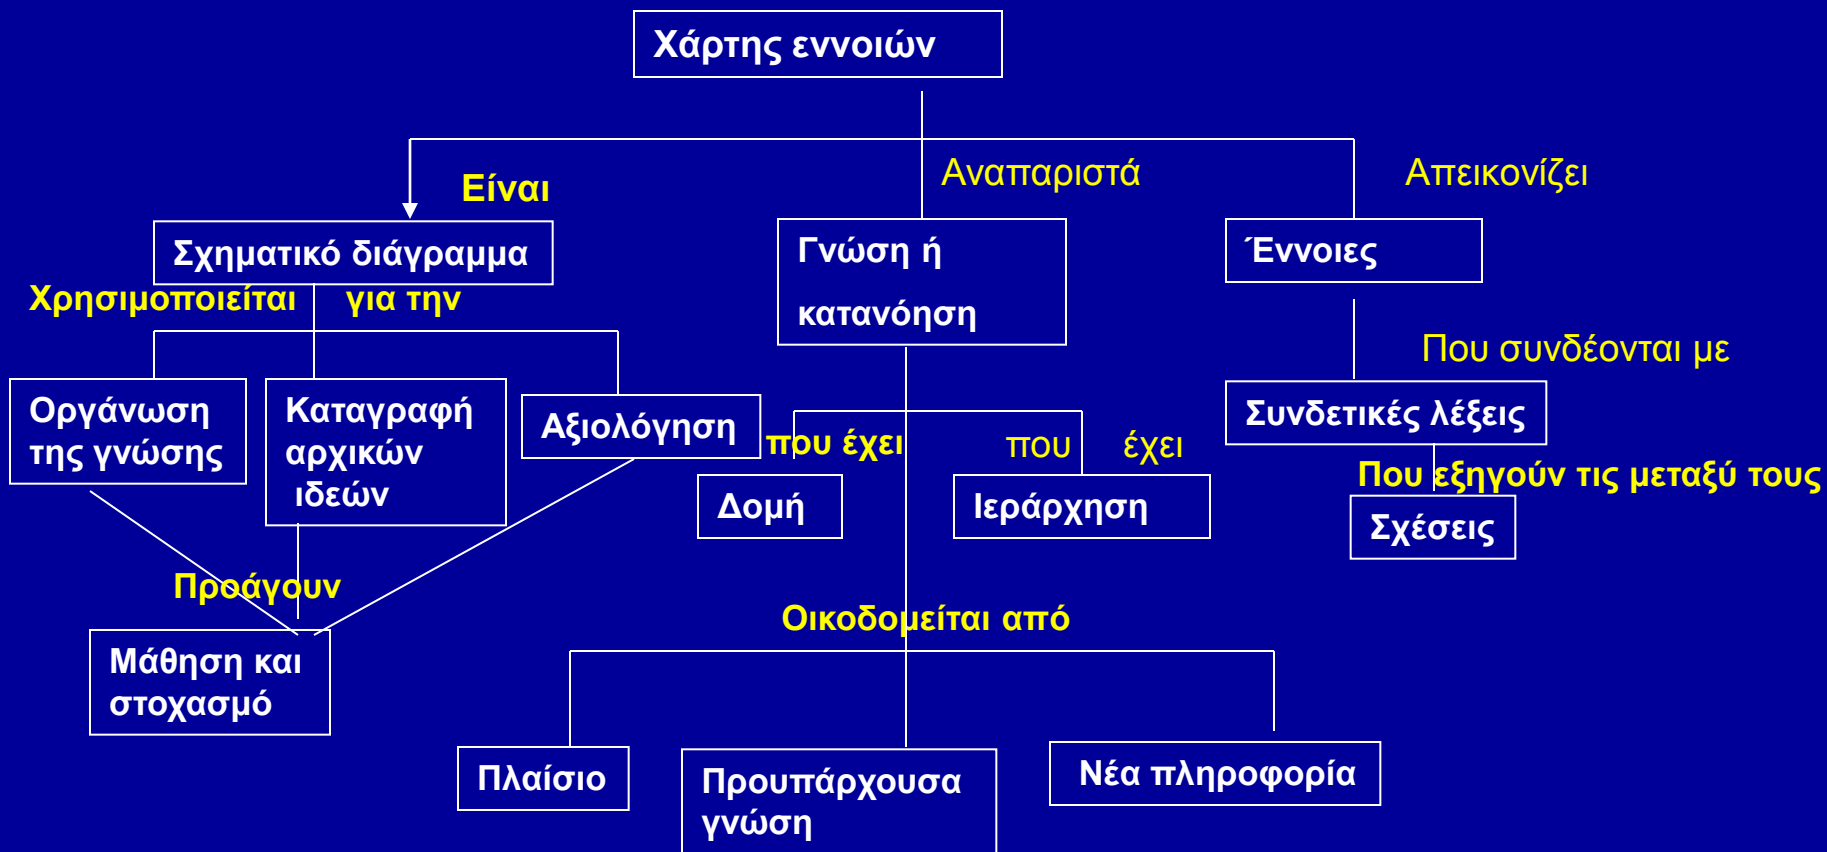 Χάρτης εννοιών
Είναι
Αναπαριστά
Απεικονίζει
Σχηματικό διάγραμμα
Γνώση ή
κατανόηση
Έννοιες
Χρησιμοποιείται για την
Που συνδέονται με
Οργάνωση
της γνώσης
Καταγραφή
αρχικών
ιδεών
Αξιολόγηση
που έχει
που έχει
Συνδετικές λέξεις
Που εξηγούν τις μεταξύ τους
Δομή
Ιεράρχηση
Σχέσεις
Προάγουν
Οικοδομείται από
Μάθηση και
στοχασμό
Πλαίσιο
Προυπάρχουσα
γνώση
Νέα πληροφορία